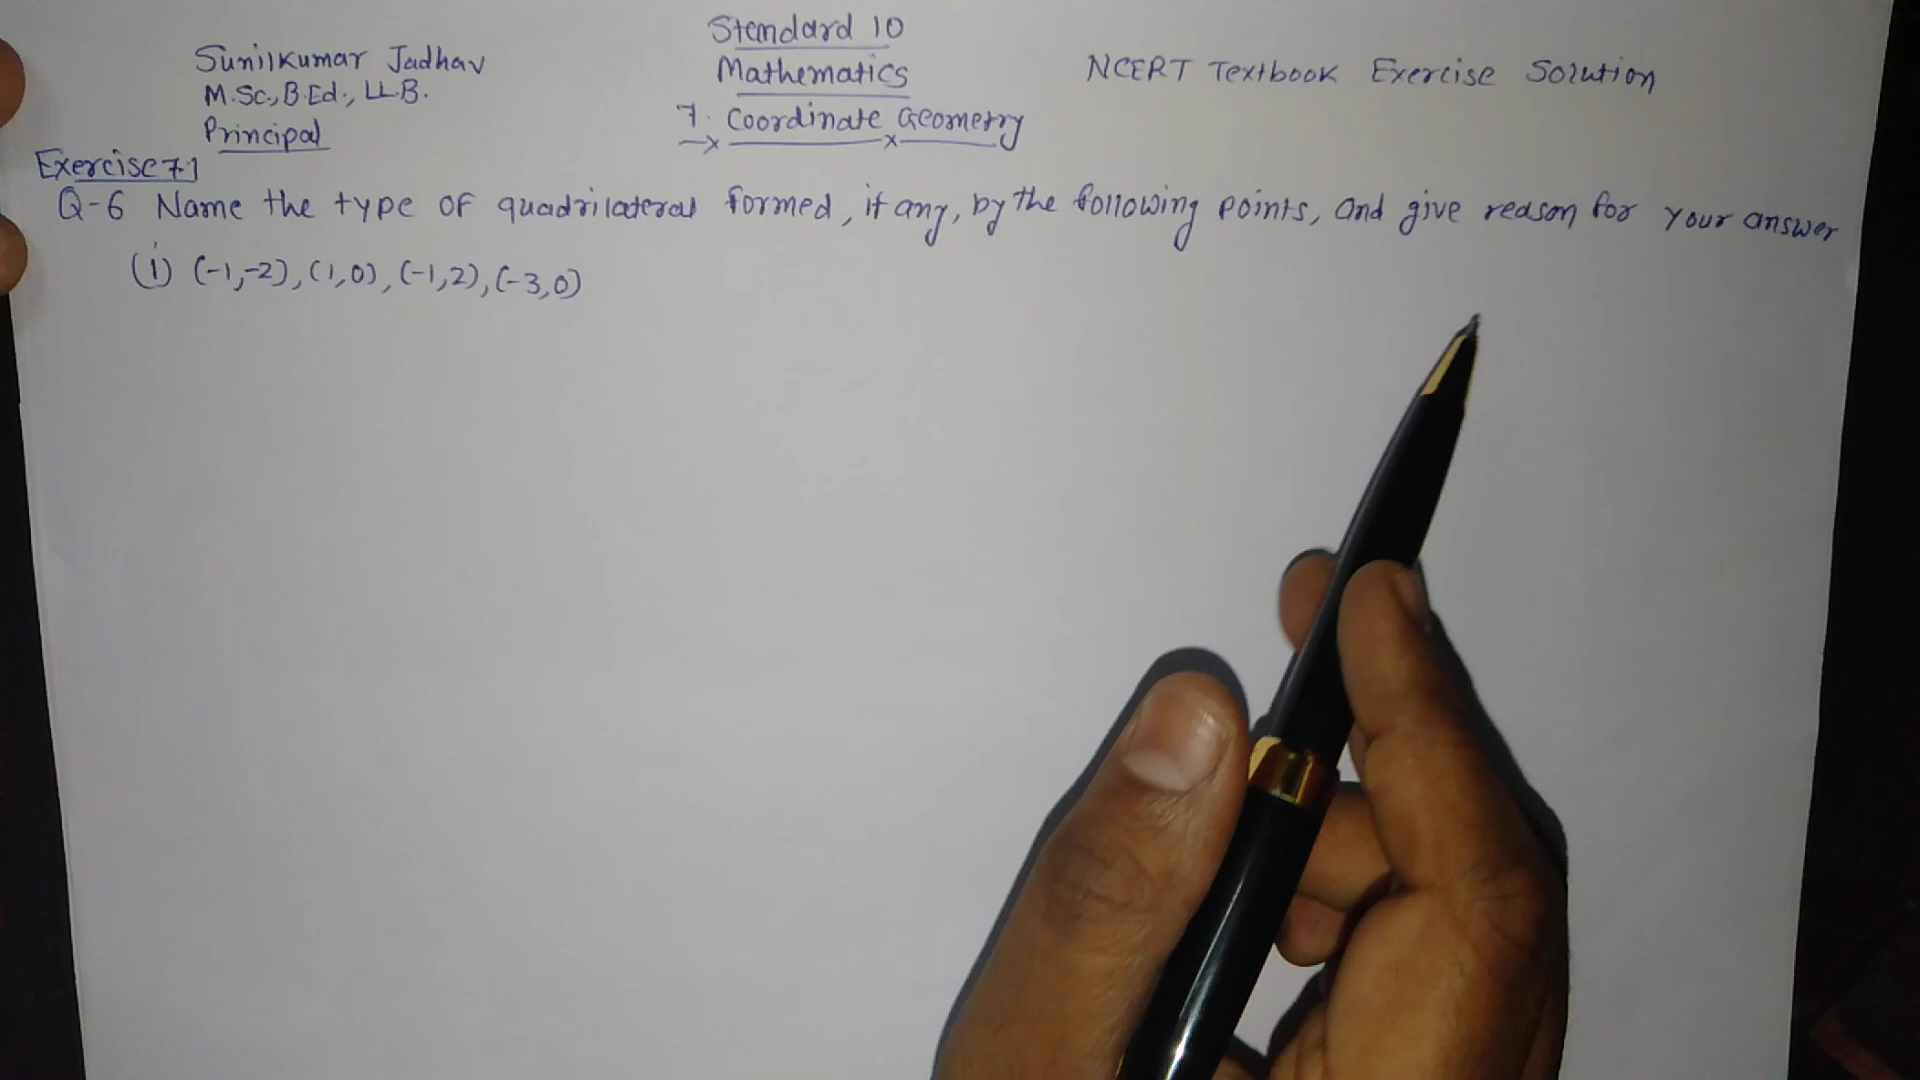 Sunilkumar Jadhav
M.Sc., B.Ed., LL.B.
Principal
Stendard 10
Mathematics
7. Coordinate Geometry
NCERT Textbook Exercise Solution
Exercise 7.1
Q-6 Name the type of quadrilateral formed, if any, by the following points, and give reason for your answer
(i) (-1,-2), (1,0), (-1,2), (-3,0)